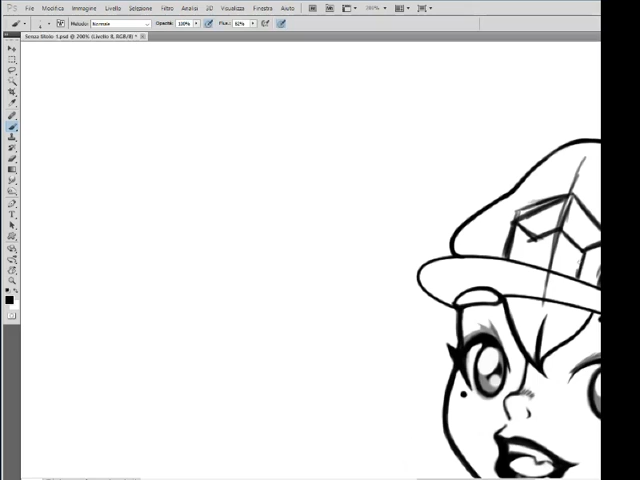 Ps File Modifica Immagine Livello Selezione Filtro Analisi 3D Visualizza Finestra Aiuto
Metodo: Normale Opacità: 100% Flusso: 62%
Senza titolo 1.psd @ 200% (Livello 8, RGB/8) *